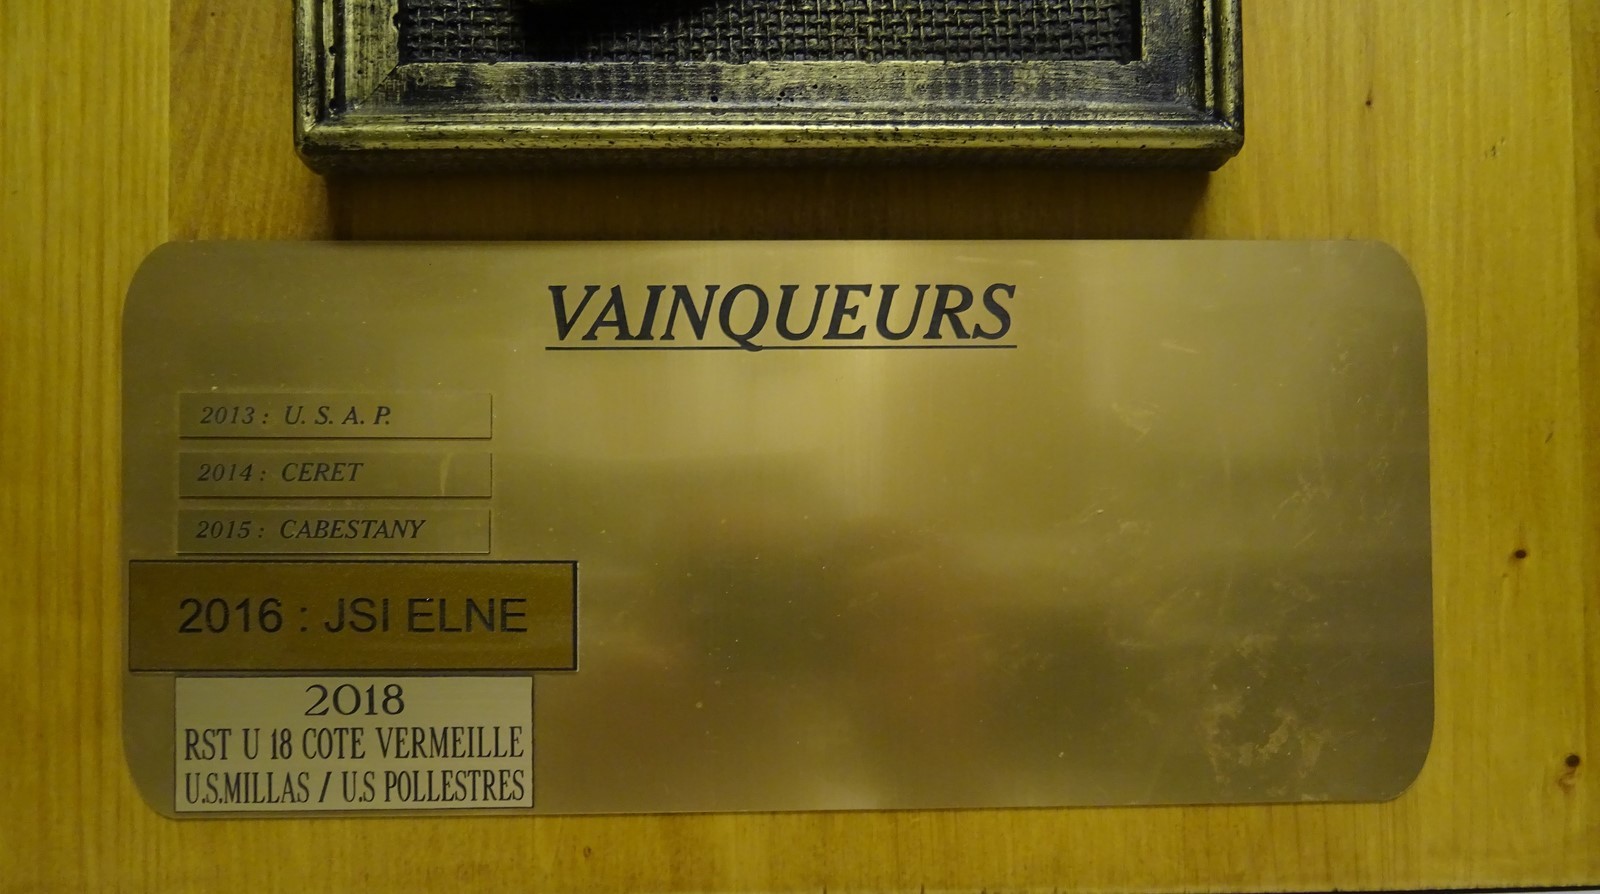 VAINQUEURS
2013 : U. S. A. P.
2014 : CERET
2015 : CABESTANY
2016 : JSI ELNE
2018
RST U 18 COTE VERMEILLE
U.S.MILLAS / U.S POLLESTRES